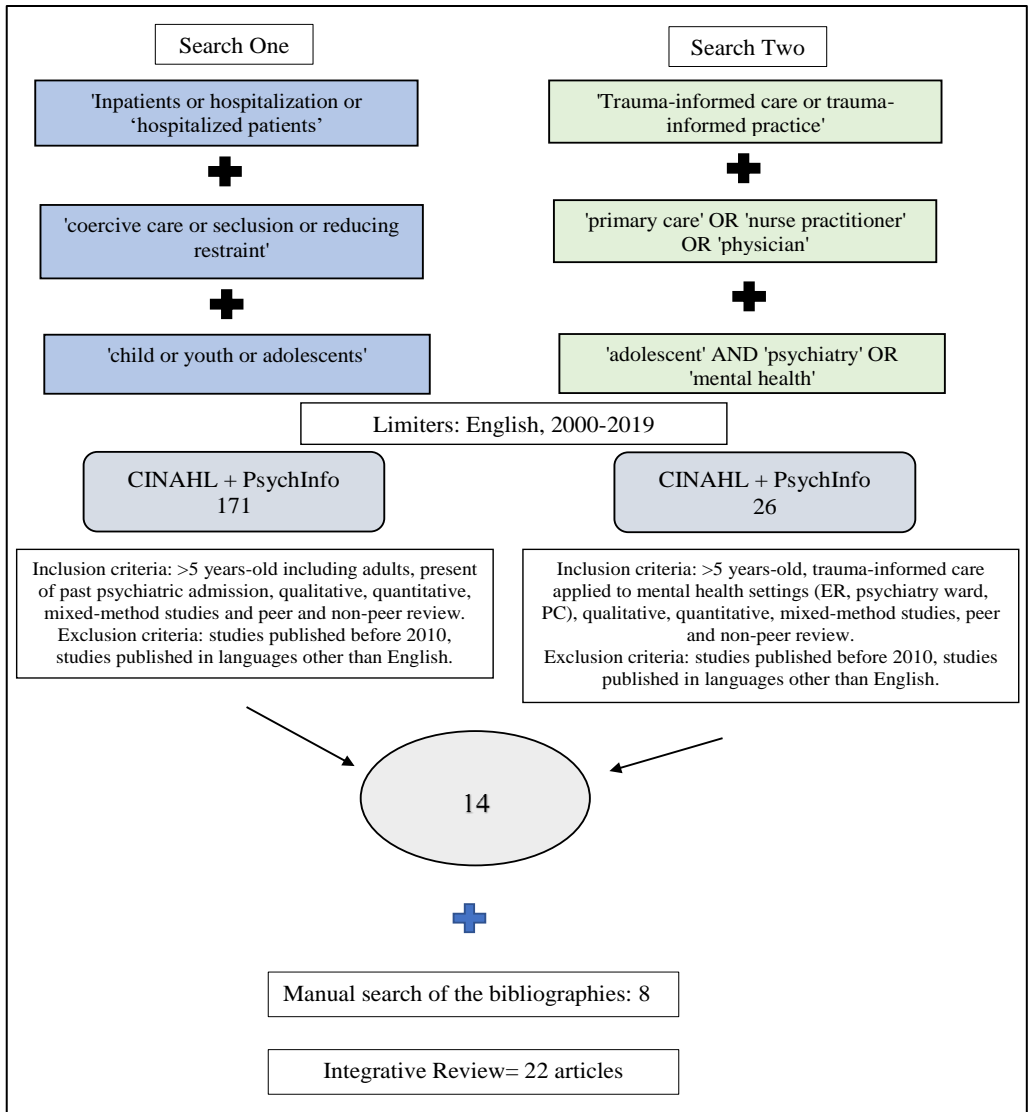 Search One
Search Two
'Inpatients or hospitalization or
‘hospitalized patients’
'Trauma-informed care or trauma-
informed practice'
'coercive care or seclusion or reducing
restraint'
'primary care' OR 'nurse practitioner'
OR 'physician'
'child or youth or adolescents'
'adolescent' AND 'psychiatry' OR
'mental health'
Limiters: English, 2000-2019
CINAHL + PsychInfo
171
CINAHL + PsychInfo
26
Inclusion criteria: >5 years-old including adults, present
of past psychiatric admission, qualitative, quantitative,
mixed-method studies and peer and non-peer review.
Exclusion criteria: studies published before 2010,
studies published in languages other than English.
Inclusion criteria: >5 years-old, trauma-informed care
applied to mental health settings (ER, psychiatry ward,
PC), qualitative, quantitative, mixed-method studies, peer
and non-peer review.
Exclusion criteria: studies published before 2010, studies
published in languages other than English.
14
Manual search of the bibliographies: 8
Integrative Review= 22 articles